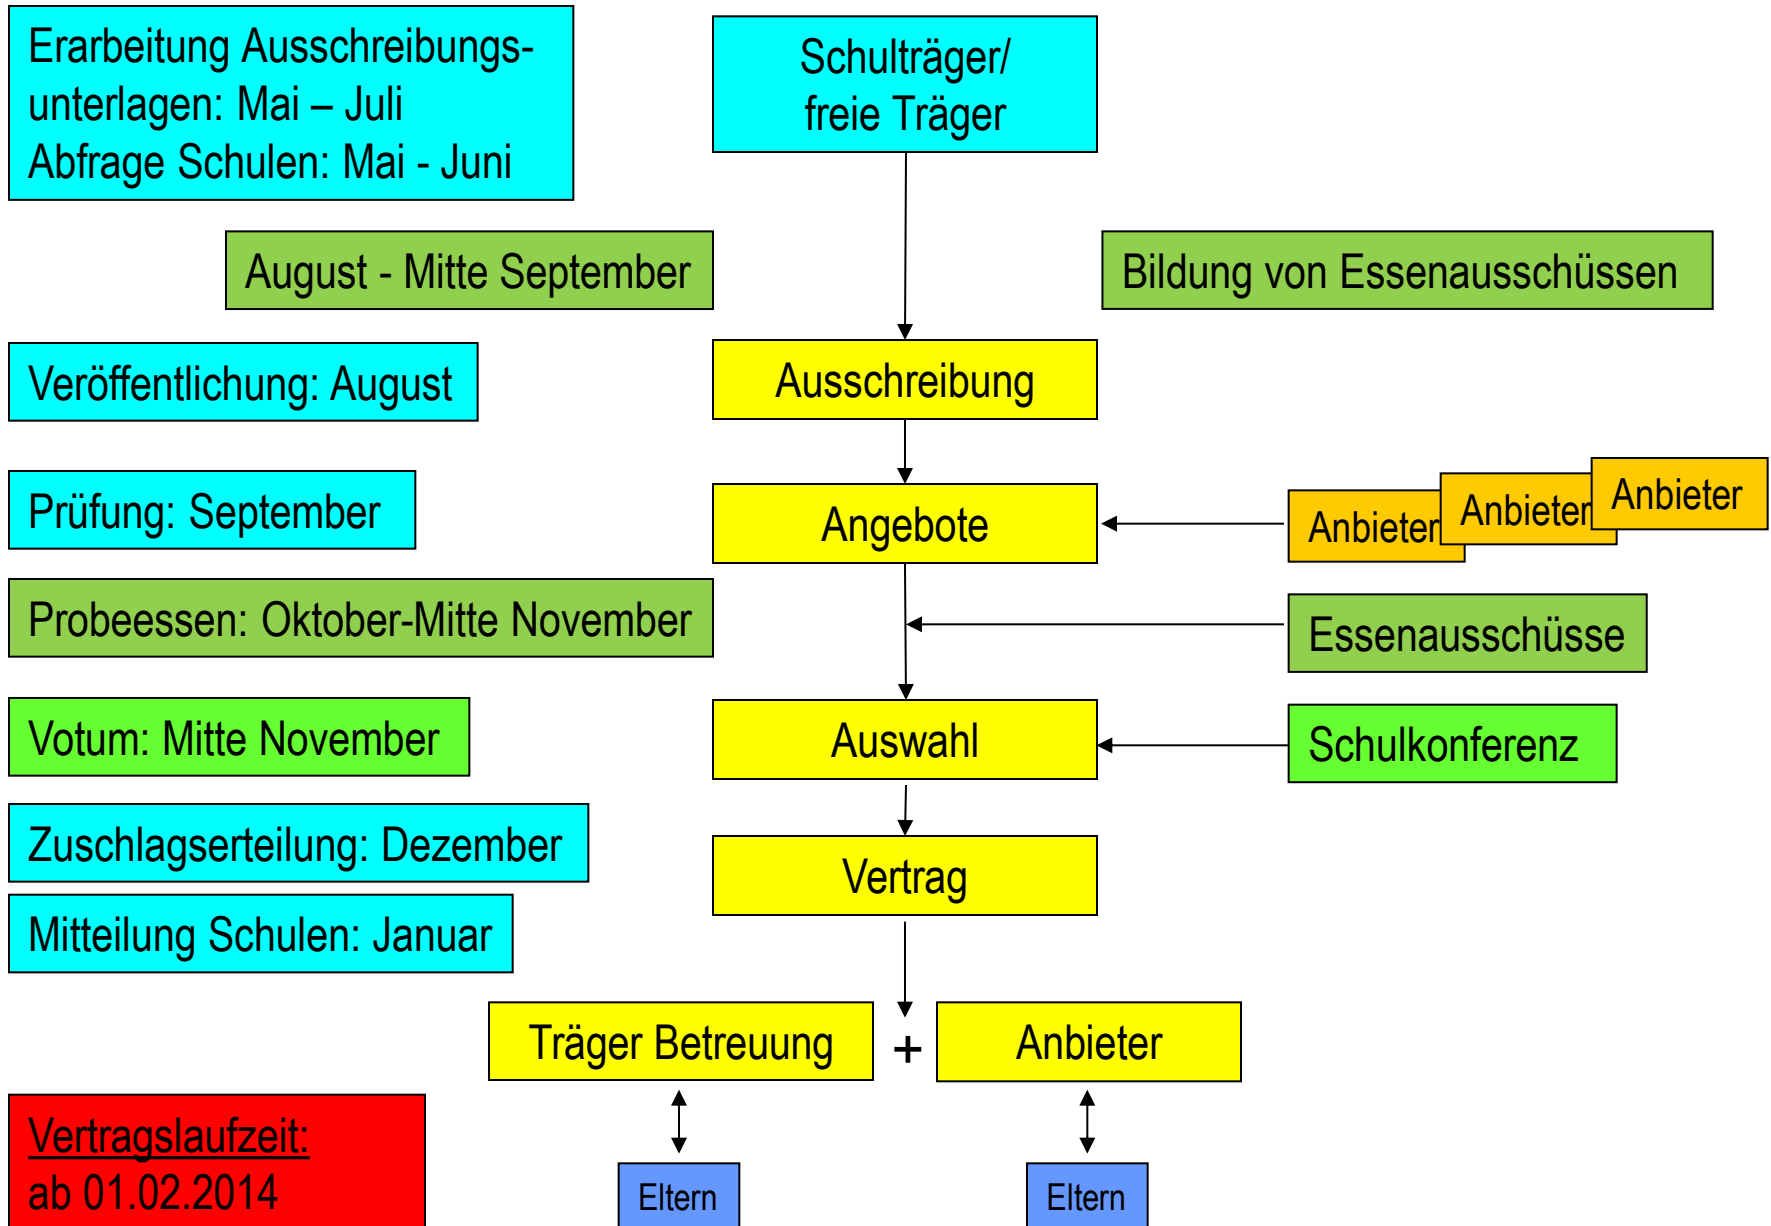 Erarbeitung Ausschreibungs-
unterlagen: Mai – Juli
Abfrage Schulen: Mai - Juni
Schulträger/
freie Träger
August - Mitte September
Bildung von Essenausschüssen
Veröffentlichung: August
Ausschreibung
Prüfung: September
Angebote
Anbieter
Anbieter
Anbieter
Probeessen: Oktober-Mitte November
Essenausschüsse
Votum: Mitte November
Auswahl
Schulkonferenz
Zuschlagserteilung: Dezember
Vertrag
Mitteilung Schulen: Januar
Träger Betreuung
+
Anbieter
Vertragslaufzeit:
ab 01.02.2014
Eltern
Eltern